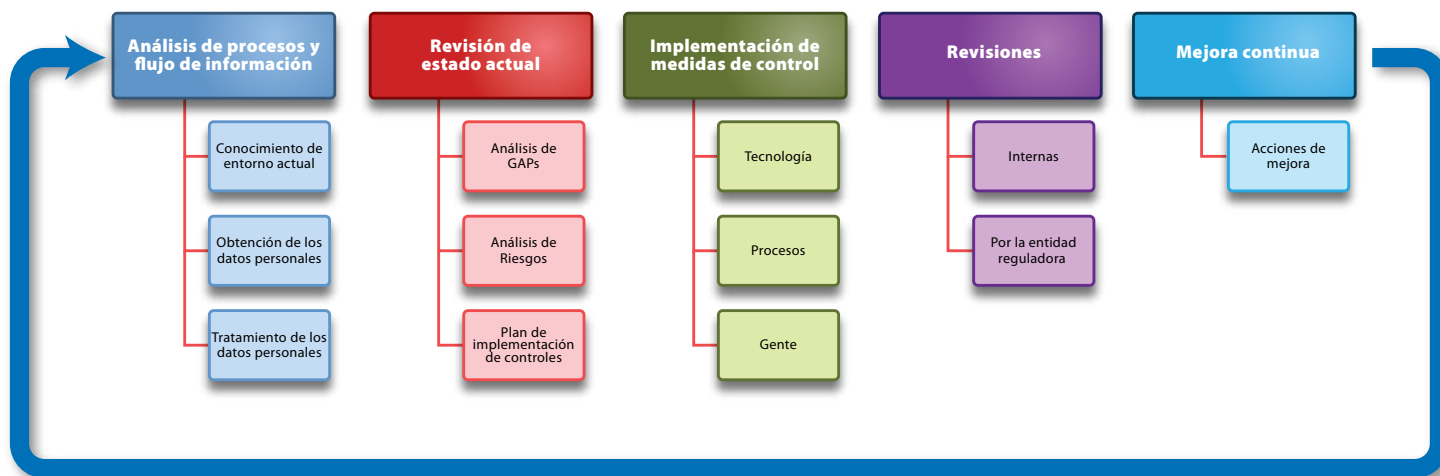 Análisis de procesos y
flujo de información
Conocimiento de
entorno actual
Obtención de los
datos personales
Tratamiento de los
datos personales
Revisión de
estado actual
Análisis de
GAPs
Análisis de
Riesgos
Plan de
implementación
de controles
Implementación de
medidas de control
Tecnología
Procesos
Gente
Revisiones
Internas
Por la entidad
reguladora
Mejora continua
Acciones de
mejora